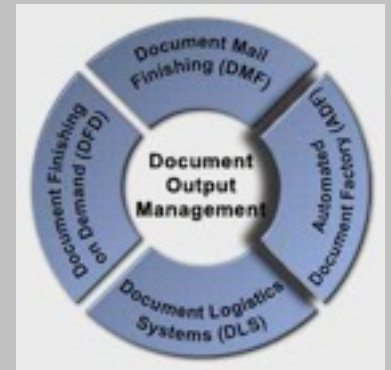 Document Mail
Finishing (DMF)
Automated
Document Factory (ADF)
Document Logistics
Systems (DLS)
Document Finishing
on Demand (DFD)
Document
Output
Management